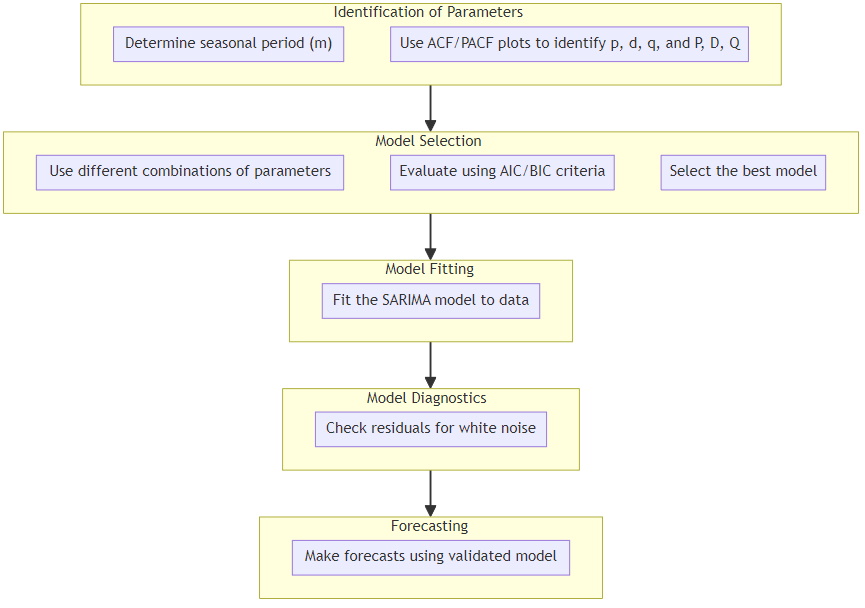 Identification of Parameters
Determine seasonal period (m)
Use ACF/PACF plots to identify p, d, q, and P, D, Q
Model Selection
Use different combinations of parameters
Evaluate using AIC/BIC criteria
Select the best model
Model Fitting
Fit the SARIMA model to data
Model Diagnostics
Check residuals for white noise
Forecasting
Make forecasts using validated model